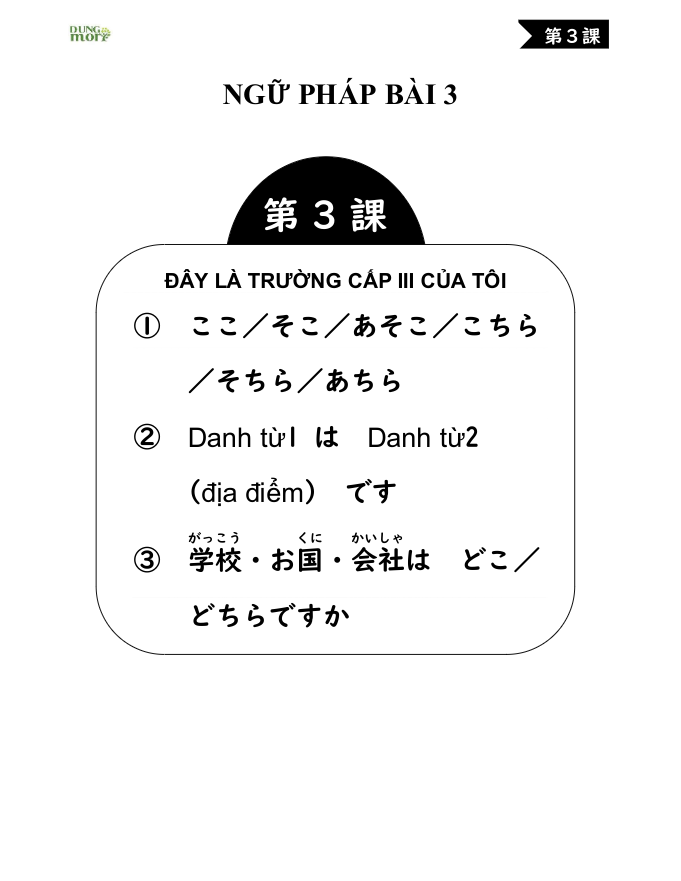 DUNG
mori
第３課
NGỮ PHÁP BÀI 3
第３課
ĐÂY LÀ TRƯỜNG CẤP III CỦA TÔI
① ここ／そこ／あそこ／こちら
／そちら／あちら
② Danh từ1 は Danh từ2
(địa điểm) です
がっこう くに かいしゃ
③ 学校・お国・会社は どこ／
どちらですか